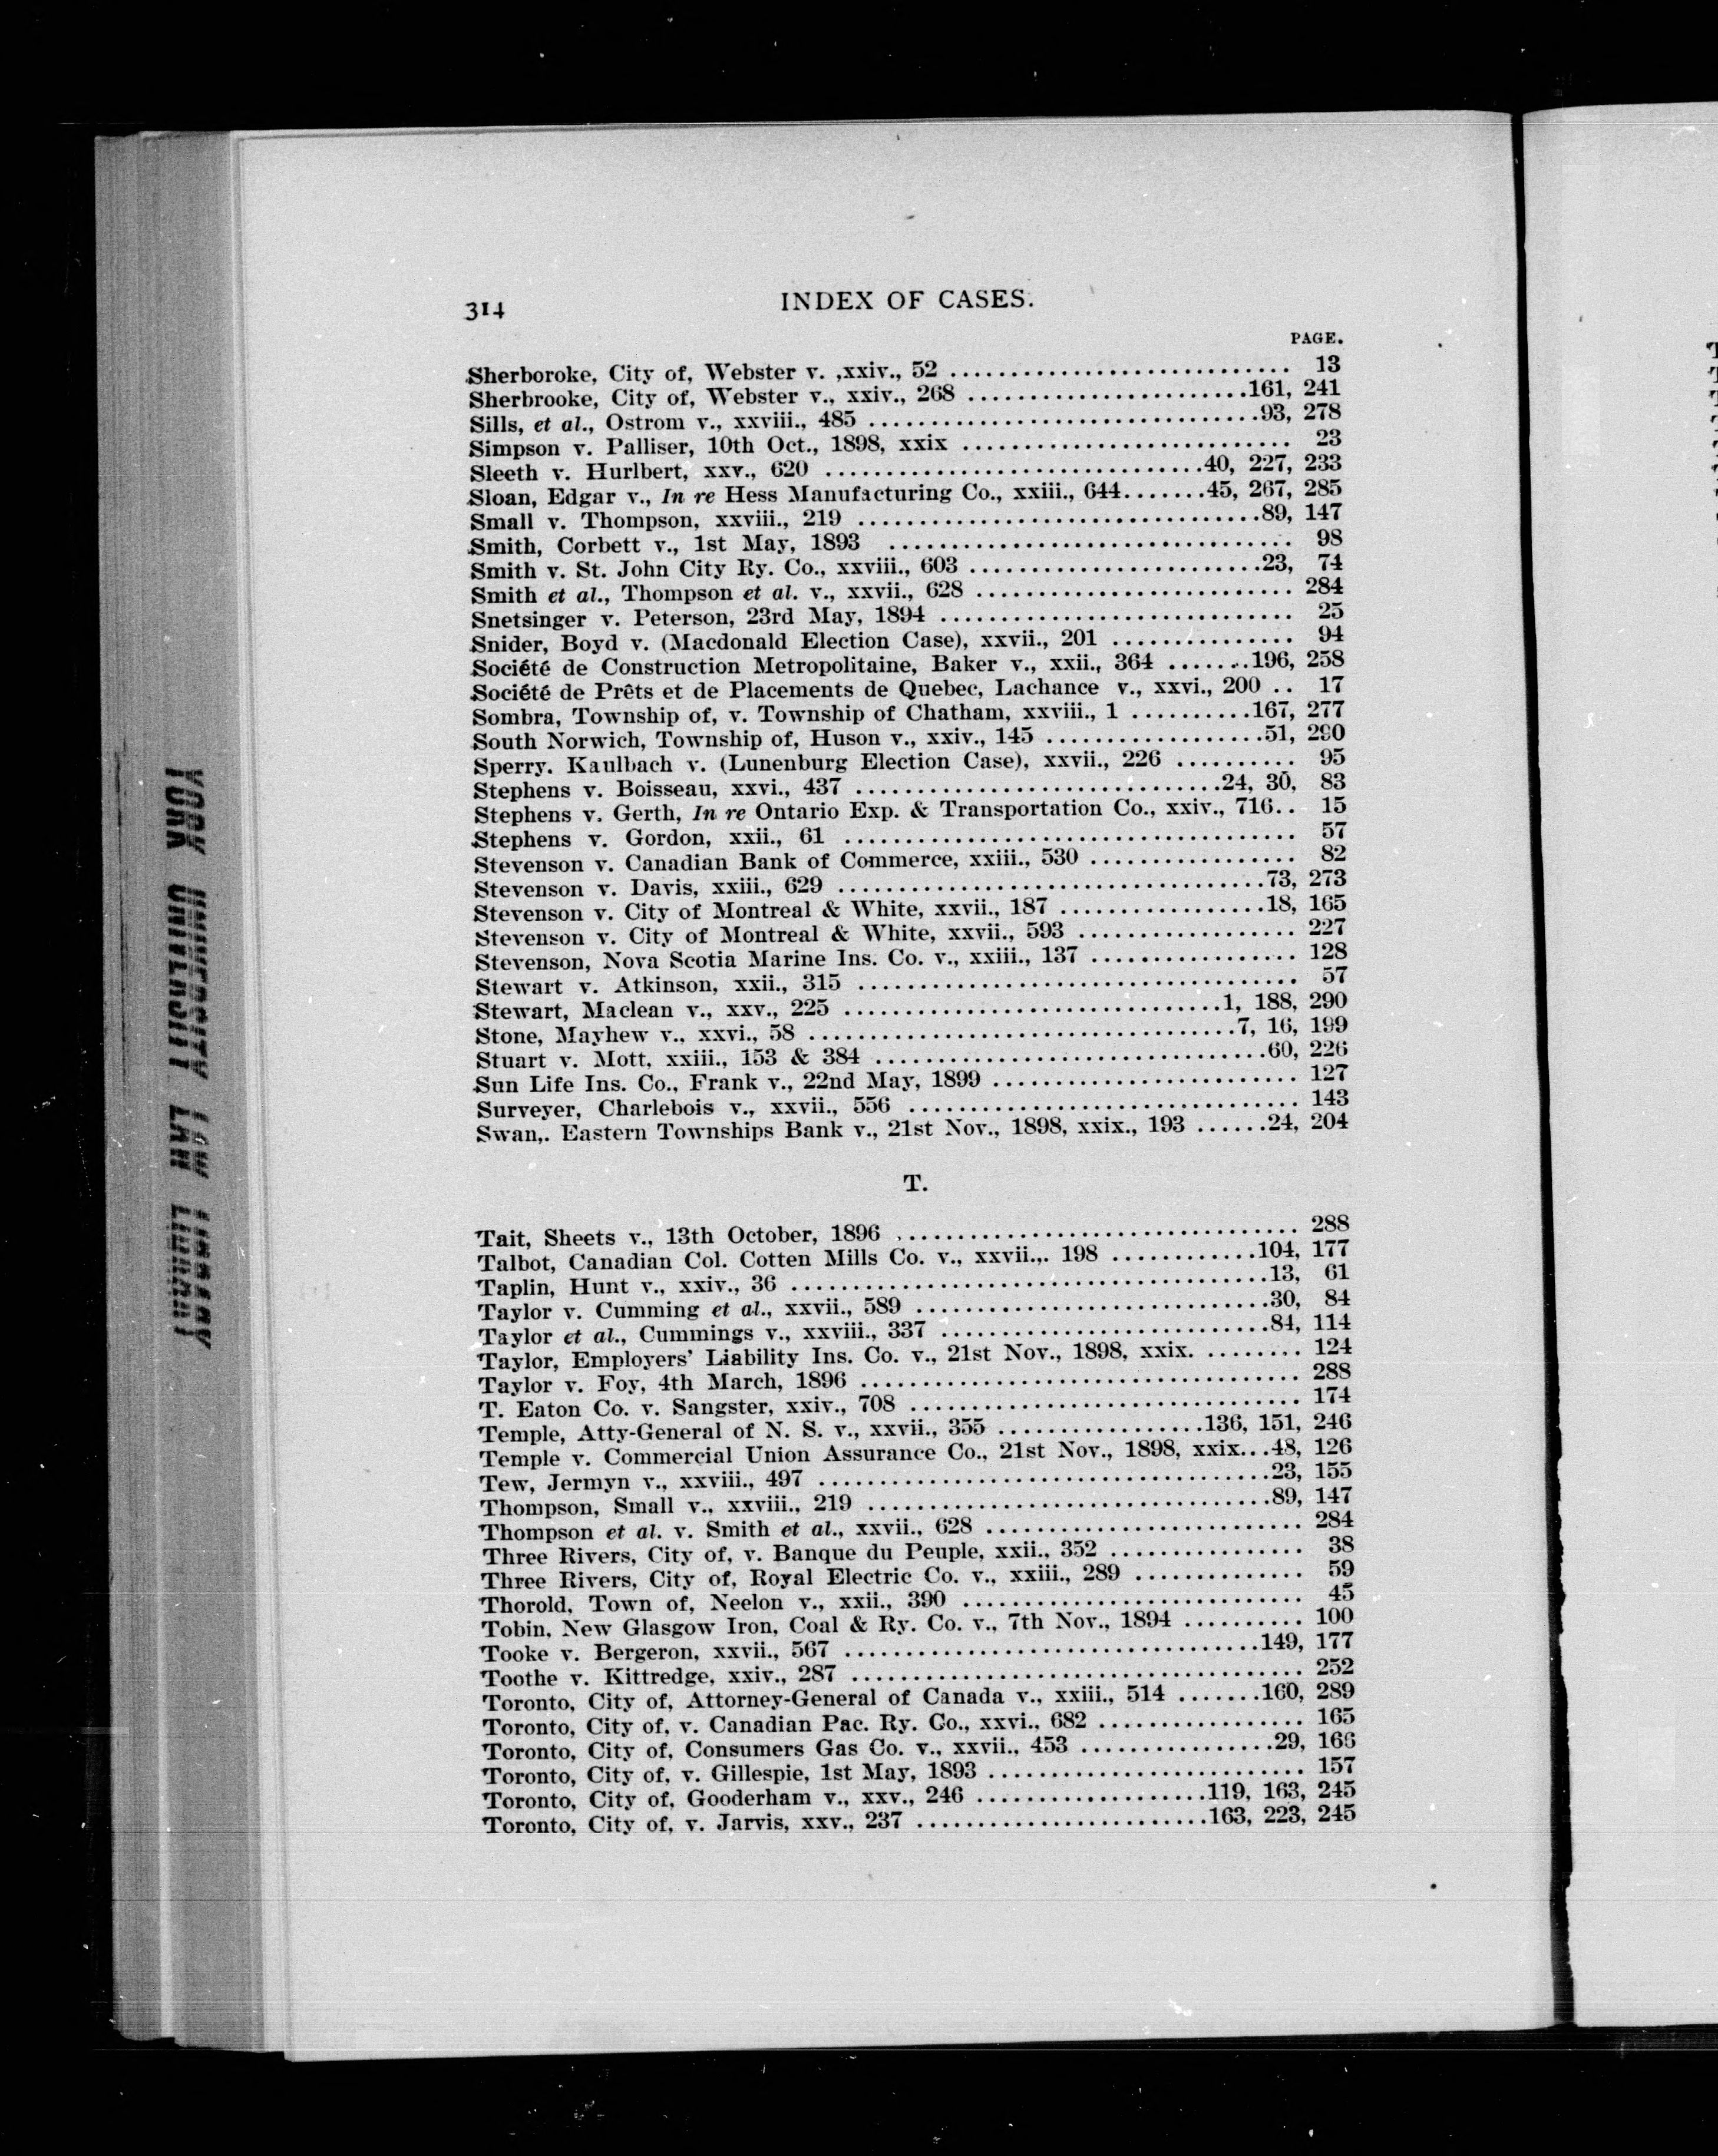 314
INDEX OF CASES.
PAGE.
Sherboroke, City of, Webster v. ,xxiv., 52 ............................ 13
Sherbrooke, City of, Webster v., xxiv., 268 .......................161, 241
Sills, et al., Ostrom v., xxviii., 485 ................................93, 278
Simpson v. Palliser, 10th Oct., 1898, xxix ........................... 23
Sleeth v. Hurlbert, xxv., 620 ...............................40, 227, 233
Sloan, Edgar v., In re Hess Manufacturing Co., xxiii., 644.......45, 267, 285
Small v. Thompson, xxviii., 219 .................................89, 147
Smith, Corbett v., 1st May, 1893 ................................. 98
Smith v. St. John City Ry. Co., xxviii., 603 ........................23, 74
Smith et al., Thompson et al. v., xxvii., 628 .......................... 284
Snetsinger v. Peterson, 23rd May, 1894 ............................. 25
Snider, Boyd v. (Macdonald Election Case), xxvii., 201 ............... 94
Société de Construction Metropolitaine, Baker v., xxii., 364 .......196, 258
Société de Prêts et de Placements de Quebec, Lachance v., xxvi., 200 .. 17
Sombra, Township of, v. Township of Chatham, xxviii., 1 ..........167, 277
South Norwich, Township of, Huson v., xxiv., 145 ..................51, 290
Sperry. Kaulbach v. (Lunenburg Election Case), xxvii., 226 .......... 95
Stephens v. Boisseau, xxvi., 437 ..............................24, 30, 83
Stephens v. Gerth, In re Ontario Exp. & Transportation Co., xxiv., 716.. 15
Stephens v. Gordon, xxii., 61 ..................................... 57
Stevenson v. Canadian Bank of Commerce, xxiii., 530 ................. 82
Stevenson v. Davis, xxiii., 629 ...................................73, 273
Stevenson v. City of Montreal & White, xxvii., 187 .................18, 165
Stevenson v. City of Montreal & White, xxvii., 593 .................. 227
Stevenson, Nova Scotia Marine Ins. Co. v., xxiii., 137 ................. 128
Stewart v. Atkinson, xxii., 315 .................................... 57
Stewart, Maclean v., xxv., 225 ...............................1, 188, 290
Stone, Mayhew v., xxvi., 58 ...................................7, 16, 199
Stuart v. Mott, xxiii., 153 & 384 ................................60, 226
Sun Life Ins. Co., Frank v., 22nd May, 1899 ......................... 127
Surveyer, Charlebois v., xxvii., 556 ................................ 143
Swan,. Eastern Townships Bank v., 21st Nov., 1898, xxix., 193 ......24, 204
T.
Tait, Sheets v., 13th October, 1896 ................................. 288
Talbot, Canadian Col. Cotten Mills Co. v., xxvii.,. 198 ............104, 177
Taplin, Hunt v., xxiv., 36 .......................................13, 61
Taylor v. Cumming et al., xxvii., 589 .............................30, 84
Taylor et al., Cummings v., xxviii., 337 ...........................84, 114
Taylor, Employers' Liability Ins. Co. v., 21st Nov., 1898, xxix. ........ 124
Taylor v. Foy, 4th March, 1896 .................................... 288
T. Eaton Co. v. Sangster, xxiv., 708 ................................ 174
Temple, Atty-General of N. S. v., xxvii., 355 .................136, 151, 246
Temple v. Commercial Union Assurance Co., 21st Nov., 1898, xxix...48, 126
Tew, Jermyn v., xxviii., 497 .....................................23, 155
Thompson, Small v., xxviii., 219 .................................89, 147
Thompson et al. v. Smith et al., xxvii., 628 .......................... 284
Three Rivers, City of, v. Banque du Peuple, xxii., 352 ................ 38
Three Rivers, City of, Royal Electric Co. v., xxiii., 289 .............. 59
Thorold, Town of, Neelon v., xxii., 390 ............................ 45
Tobin, New Glasgow Iron, Coal & Ry. Co. v., 7th Nov., 1894 .......... 100
Tooke v. Bergeron, xxvii., 567 ..................................149, 177
Toothe v. Kittredge, xxiv., 287 .................................... 252
Toronto, City of, Attorney-General of Canada v., xxiii., 514 .......160, 289
Toronto, City of, v. Canadian Pac. Ry. Co., xxvi., 682 ................. 165
Toronto, City of, Consumers Gas Co. v., xxvii., 453 ................29, 166
Toronto, City of, v. Gillespie, 1st May, 1893 .......................... 157
Toronto, City of, Gooderham v., xxv., 246 ...................119, 163, 245
Toronto, City of, v. Jarvis, xxv., 237 ........................163, 223, 245
YORK UNIVERSITY LAW LIBRARY